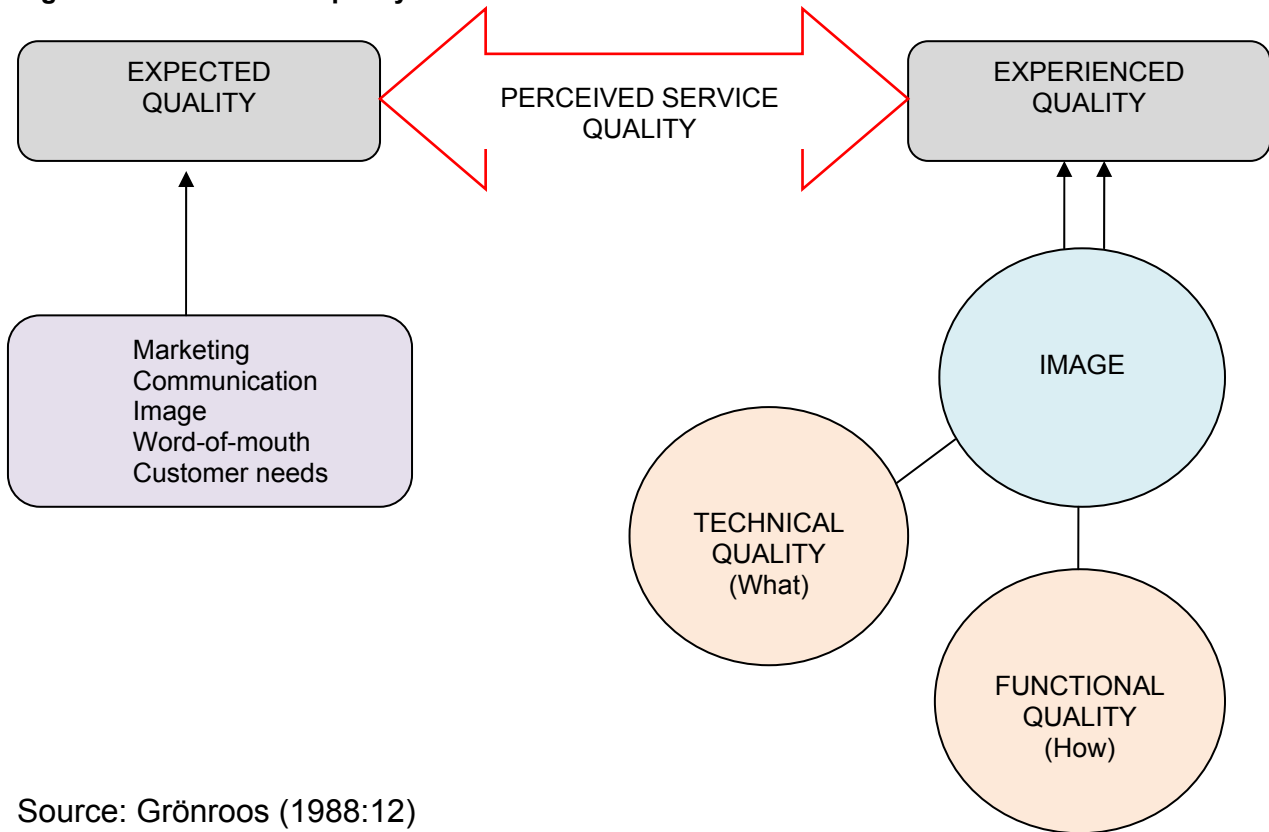 EXPECTED
QUALITY
PERCEIVED SERVICE
QUALITY
EXPERIENCED
QUALITY
Marketing
Communication
Image
Word-of-mouth
Customer needs
IMAGE
TECHNICAL
QUALITY
(What)
FUNCTIONAL
QUALITY
(How)
Source: Grönroos (1988:12)